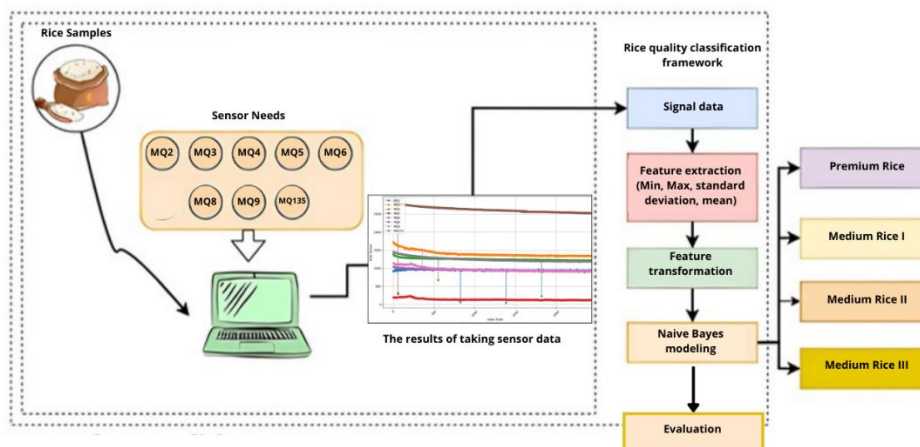 Rice Samples
Sensor Needs
MQ2 MQ3 MQ4 MQ5 MQ6
MQ8 MQ9 MQ135
The results of taking sensor data
Rice quality classification
framework
Signal data
Feature extraction
(Min, Max, standard
deviation, mean)
Feature
transformation
Naive Bayes
modeling
Evaluation
Premium Rice
Medium Rice I
Medium Rice II
Medium Rice III